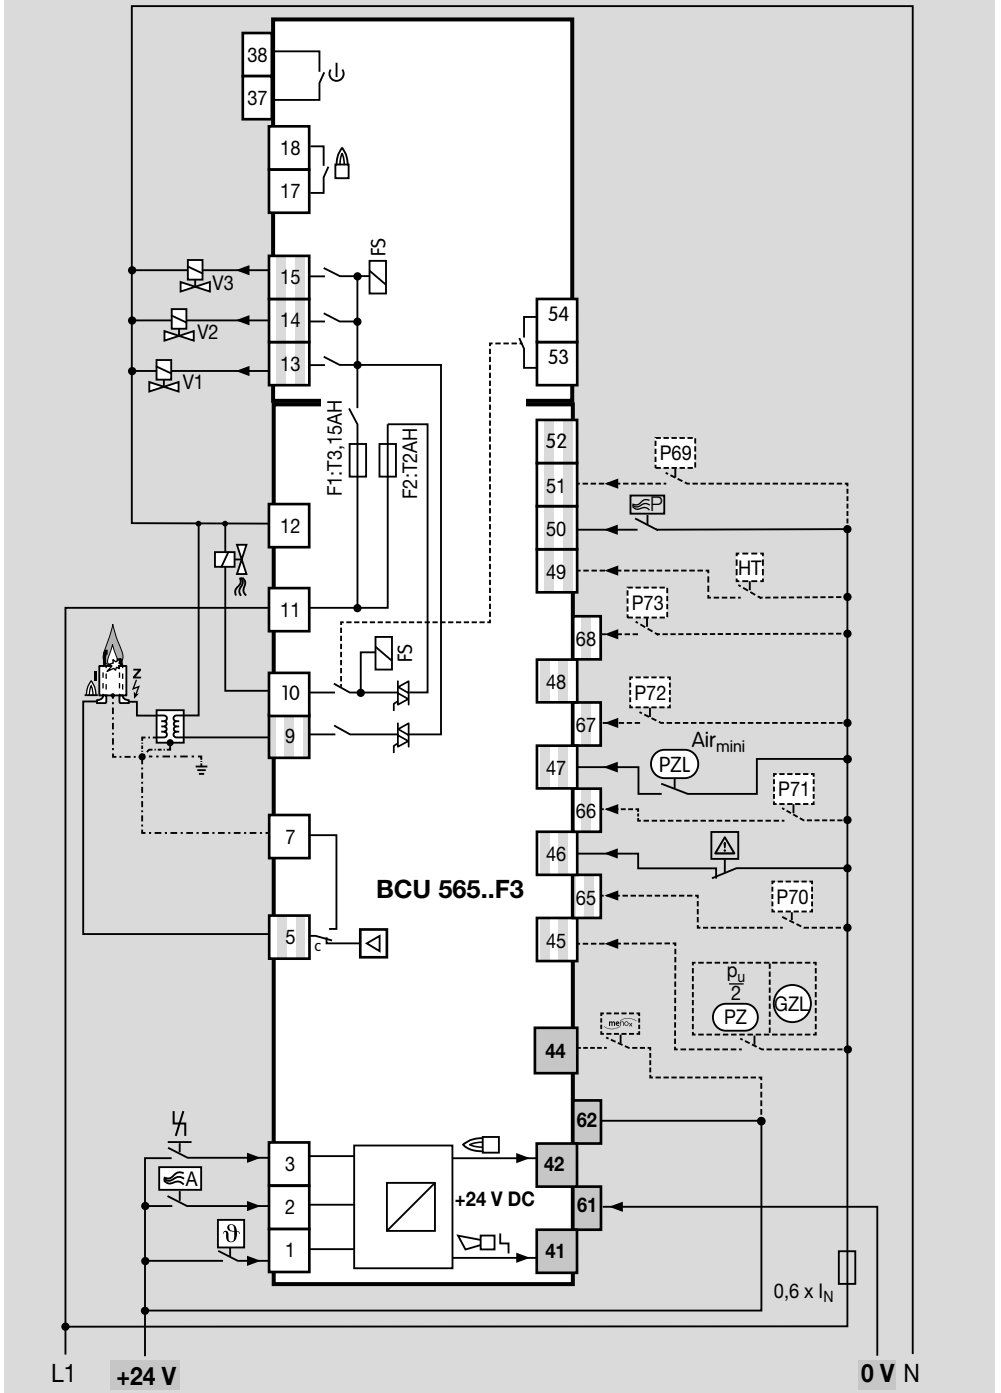 38
37
18
17
FS
15
V3
14
V2
13
V1
54
53
F1:T3,15AH
F2:T2AH
52
P69
51
P
50
12
49
HT
P73
11
68
FS
48
10
P72
67
Z
I
9
Air mini
47
PZL
P71
66
7
46
BCU 565..F3
65
P70
5
c
45
pu
2
PZ
GZL
menox
44
62
3
42
A
+24 V DC
2
61
ϑ
1
41
0,6 x IN
L1
+24 V
0 V
N